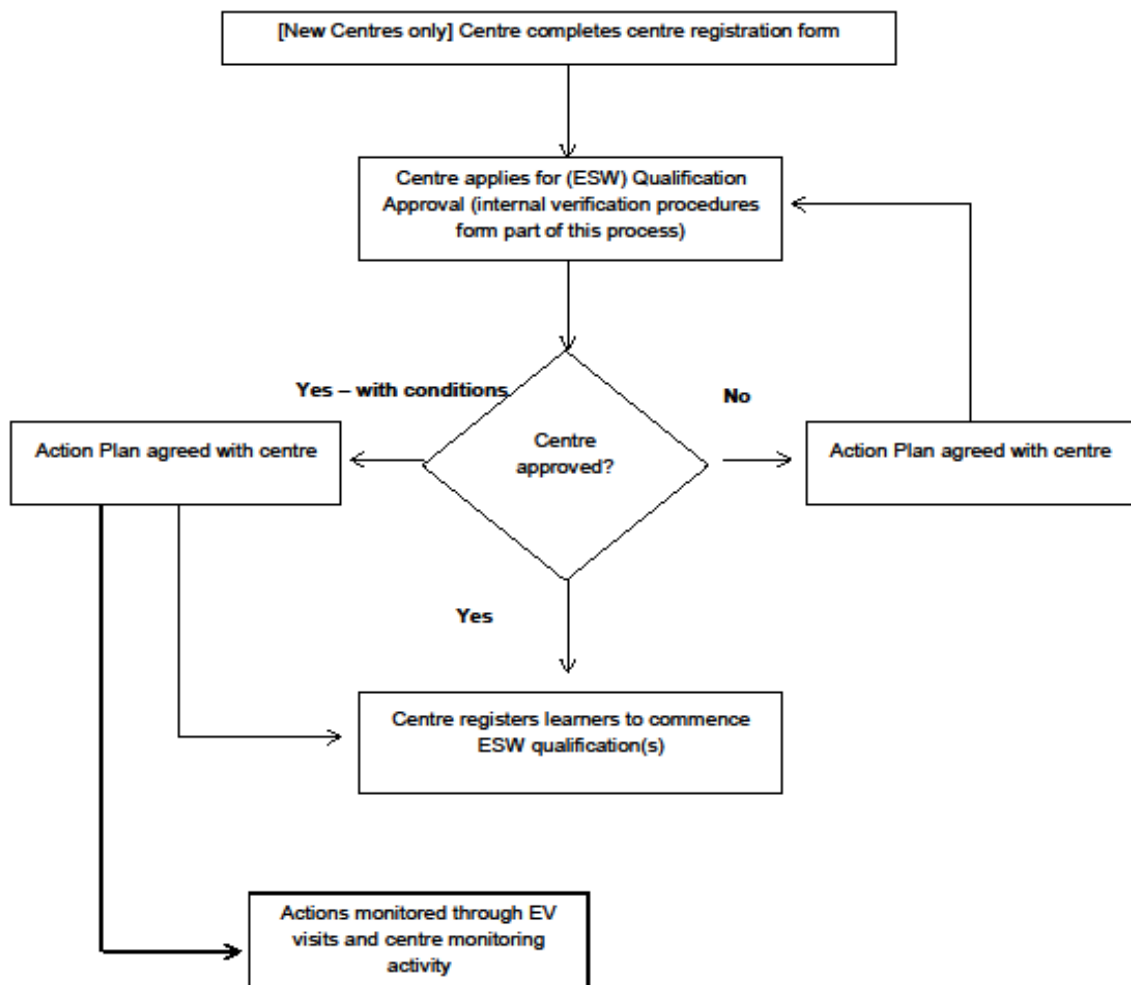 [New Centres only] Centre completes centre registration form
Centre applies for (ESW) Qualification
Approval (internal verification procedures
form part of this process)
Yes – with conditions
No
Action Plan agreed with centre
Centre
approved?
Action Plan agreed with centre
Yes
Centre registers learners to commence
ESW qualification(s)
Actions monitored through EV
visits and centre monitoring
activity